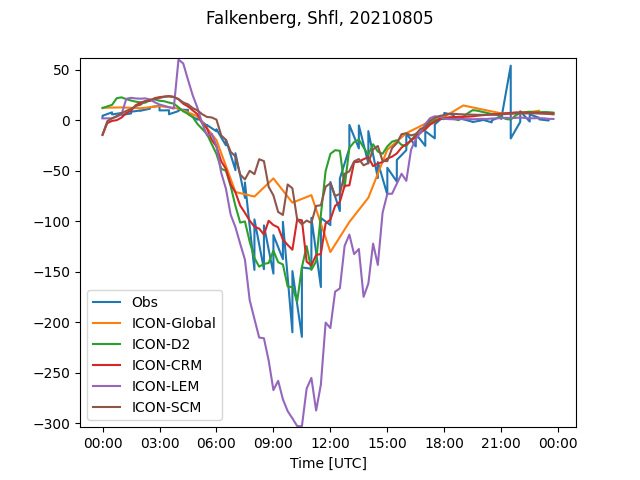 Falkenberg, Shfl, 20210805
50
0
−50
−100
−150
−200
−250
−300
Obs
ICON-Global
ICON-D2
ICON-CRM
ICON-LEM
ICON-SCM
00:00 03:00 06:00 09:00 12:00 15:00 18:00 21:00 00:00
Time [UTC]